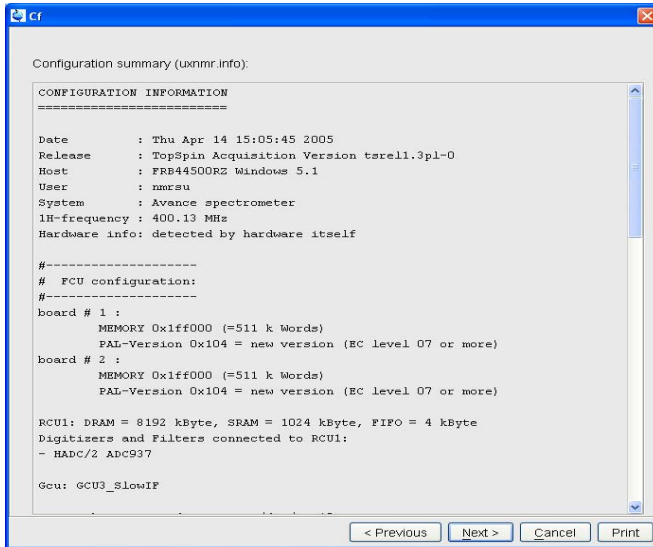 Cf
Configuration summary (uxnmr.info):
CONFIGURATION INFORMATION
=========================
Date : Thu Apr 14 15:05:45 2005
Release : TopSpin Acquisition Version tsrel1.3pl-0
Host : FRB44500RZ Windows 5.1
User : nmrsu
System : Avance spectrometer
1H-frequency : 400.13 MHz
Hardware info: detected by hardware itself
#--------------------
# FCU configuration:
#--------------------
board # 1 :
MEMORY 0x1ff000 (=511 k Words)
PAL-Version 0x104 = new version (EC level 07 or more)
board # 2 :
MEMORY 0x1ff000 (=511 k Words)
PAL-Version 0x104 = new version (EC level 07 or more)
RCU1: DRAM = 8192 kByte, SRAM = 1024 kByte, FIFO = 4 kByte
Digitizers and Filters connected to RCU1:
- HADC/2 ADC937
Gcu: GCU3_SlowIF
< Previous Next > Cancel Print